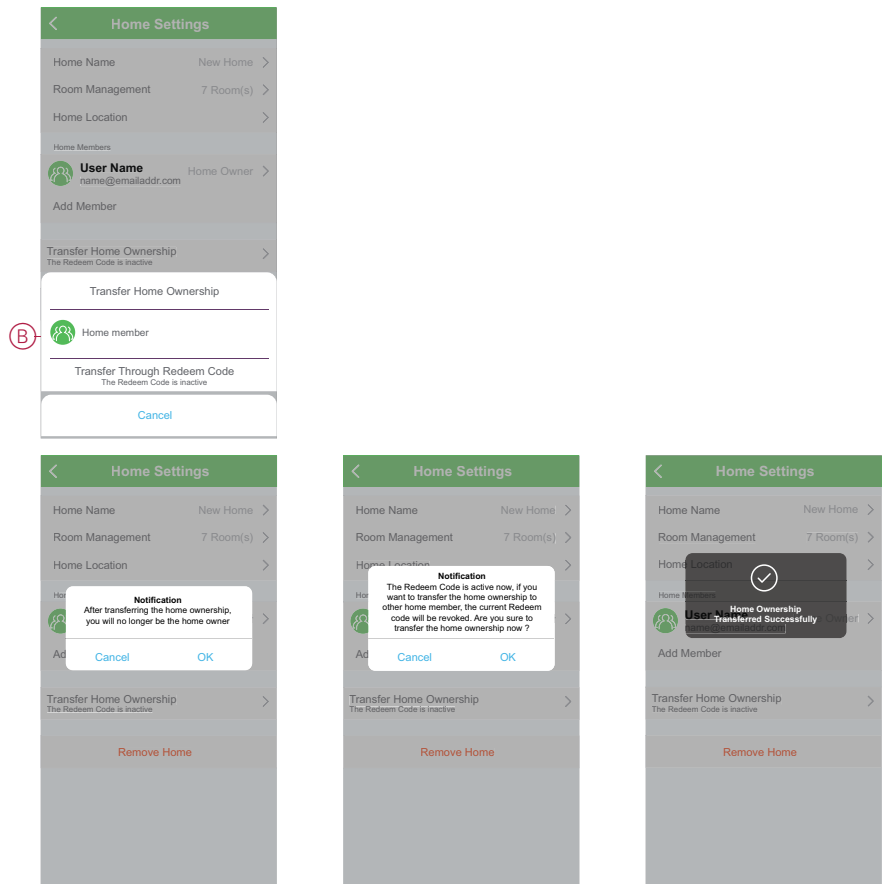 Home Settings
Home Name New Home
Room Management 7 Room(s)
Home Location
Home Members
User Name Home Owner
name@emailaddr.com
Add Member
Transfer Home Ownership
The Redeem Code is inactive
Transfer Home Ownership
B
Home member
Transfer Through Redeem Code
The Redeem Code is inactive
Cancel
Home Settings
Home Name New Home
Room Management 7 Room(s)
Home Location
Notification
After transferring the home ownership,
you will no longer be the home owner
Cancel OK
Transfer Home Ownership
The Redeem Code is inactive
Remove Home
Home Settings
Home Name New Home
Room Management 7 Room(s)
Home Location
Notification
The Redeem Code is active now, if you
want to transfer the home ownership to
other home member, the current Redeem
code will be revoked. Are you sure to
transfer the home ownership now ?
Cancel OK
Transfer Home Ownership
The Redeem Code is inactive
Remove Home
Home Settings
Home Name New Home
Room Management 7 Room(s)
Home Location
Home Members
User Name
name@emailaddr.com
Home Ownership
Transferred Successfully
Add Member
Transfer Home Ownership
The Redeem Code is inactive
Remove Home